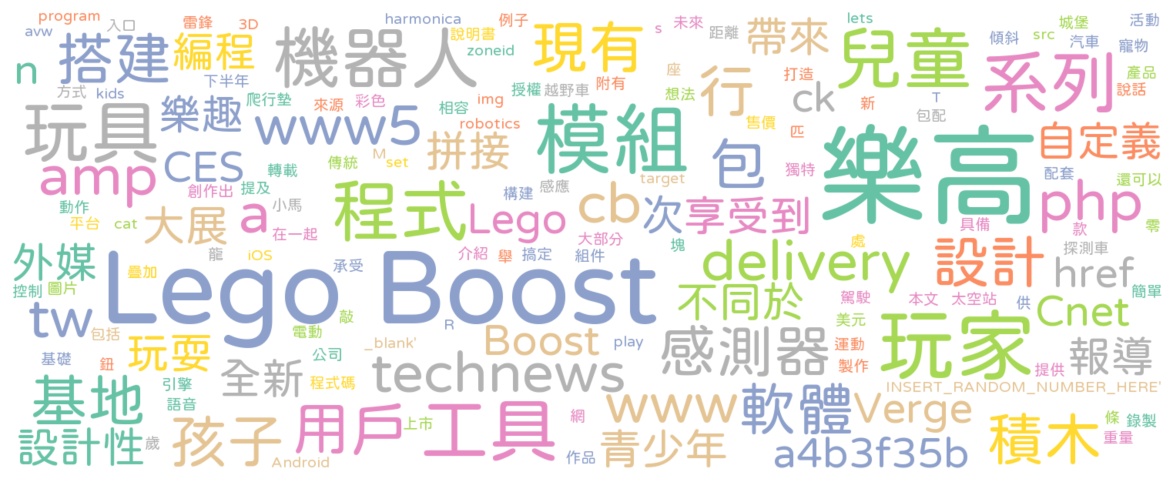 program 雷鋒 3D harmonica 例子 s 未來 距離 帶來 lets 城堡 活動
avw 入口 說明書 zoneid 現有 兒童 傾斜 src 汽車 寵物
n 搭建 編程 機器人 系列 產品
下半年 附有 座 打造 T 說話
方式 kids 爬行墊 來源 彩色 相容 img 授權 越野車 想法 行 ck 新 包配
玩具 樂趣 www5 robotics 模組 售價 匹 樂高 自定義
傳統 M set 拼接 包 獨特 配套 還可以
amp CES 轉載 創作出 提及 構建 感應 target php
動作 小馬 程式 Lego cb 次 享受到 具備 款 零
平台 cat 大展 a 在一起 大部分
外媒 龍 iOS 介紹 舉 搞定 組件 塊 delivery 處 設計 探測車
疊加 Lego Boost 承受 href
控制 圖片 不同於 駕駛 本文 太空站 供 簡單
tw 包括 電動 敲 R 美元 Cnet
玩耍 _blank' Boost play 感測器 運動 玩家
基礎 鈕 公司 製作 提供 報導
引擎 全新 程式碼 technews INSERT_RANDOM_NUMBER_HERE'
基地 語音 用戶 上市 工具 網 www 軟體 Verge 條 錄製
設計性 歲 孩子 青少年 積木 重量
Android 作品 a4b3f35b